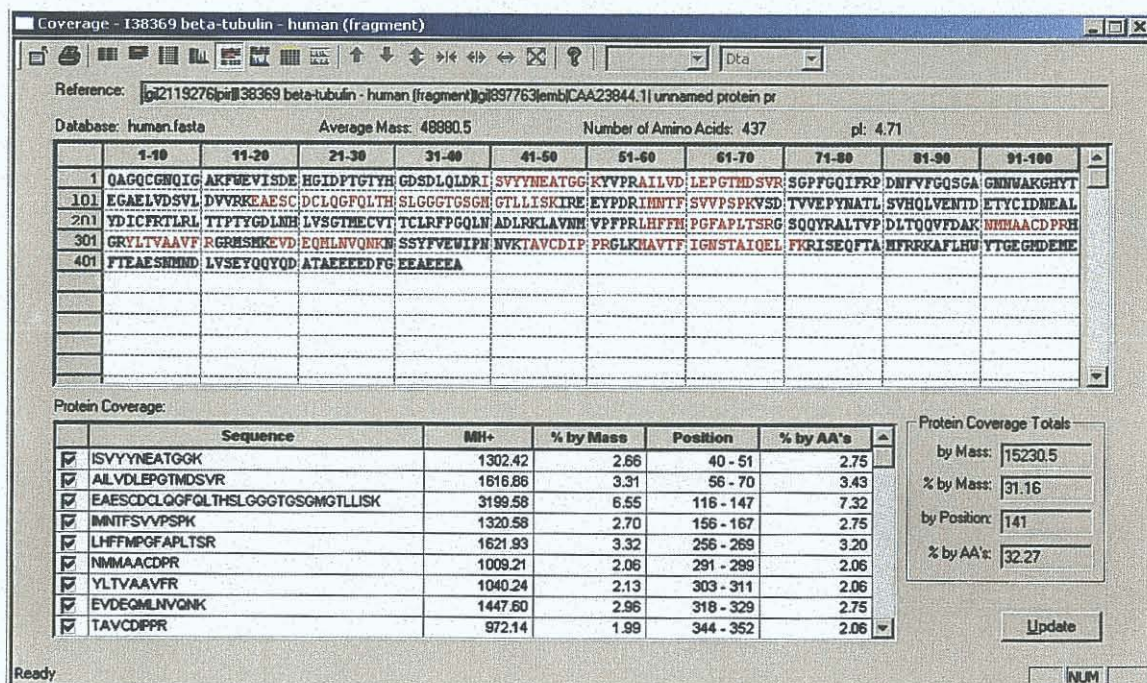 Coverage - I38369 beta-tubulin - human (fragment)
Dta
Reference: |gi|2119276|pir||I38369 beta-tubulin - human (fragment)|gi|897763|emb|CAA23844.1| unnamed protein pr
Database: human.fasta Average Mass: 48880.5 Number of Amino Acids: 437 pI: 4.71
1-10 11-20 21-30 31-40 41-50 51-60 61-70 71-80 81-90 91-100
1 QAGQCGNQIG AKFWEVISDE HGIDPTGTYH GDSDLQLDRI SVYYNEATGG KYVPRAILVD LEPGTMDSVR SGPFGQIFRP DNFVFGQSGA GNNWAKGHYT
101 EGAELVDSVL DVVRKEAESC DCLQGFQLTH SLGGGTGSGM GTLLISKIRE EYPDRIMNTF SVVPSPKVSD TVVEPYNATL SVHQLVENTD ETYCIDNEAL
201 YDICFRTLRL TTPTYGDLNH LVSGTMECVT TCLRFPGQLN ADLRKLAVNM VPFPRLHFFM PGFAPLTSRG SQQYRALTVP DLTQQVFDAK NMMAACDPRH
301 GRYLTVAAVF RGRMSMKEVD EQMLNVQNKN SSYFVEWIPN NVKTAVCDIP PRGLKMAVTF IGNSTAIQEL FKRISEQFTA MFRRKAFLHW YTGEGMDEME
401 FTEAESNMND LVSEYQQYQD ATAEEEEDFG EEAEEEA
Protein Coverage:
Sequence MH+ % by Mass Position % by AA's
ISVYYNEATGGK 1302.42 2.66 40 - 51 2.75
AILVDLEPGTMDSVR 1616.86 3.31 56 - 70 3.43
EAESCDCLQGFQLTHSLGGGTGSGMGTLLISK 3199.58 6.55 116 - 147 7.32
IMNTFSVVPSPK 1320.58 2.70 156 - 167 2.75
LHFFMPGFAPLTSR 1621.93 3.32 256 - 269 3.20
NMMAACDPR 1009.21 2.06 291 - 299 2.06
YLTVAAVFR 1040.24 2.13 303 - 311 2.06
EVDEQMLNVQNK 1447.60 2.96 318 - 329 2.75
TAVCDIPPR 972.14 1.99 344 - 352 2.06
Protein Coverage Totals
by Mass: 15230.5
% by Mass: 31.16
by Position: 141
% by AA's: 32.27
Update
Ready
NUM